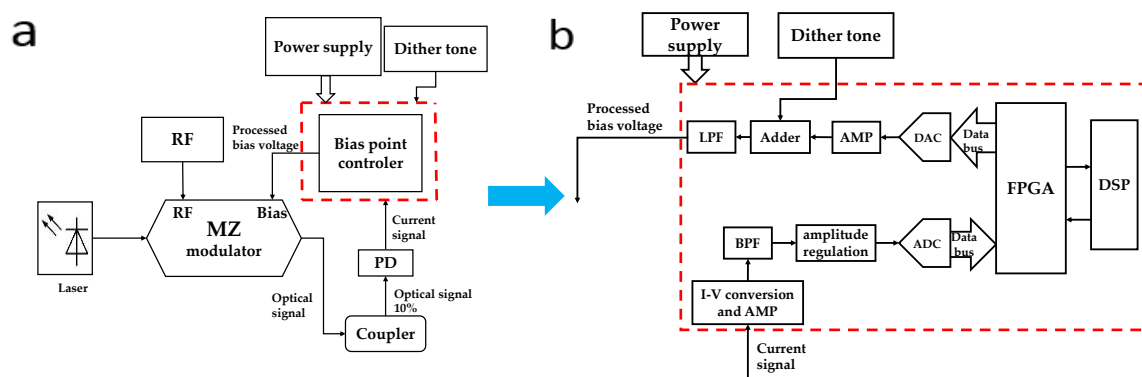 a
Power supply
Dither tone
RF
Processed
bias voltage
Bias point
controler
RF
Bias
MZ
modulator
Current
signal
PD
Laser
Optical
signal
Optical signal
10%
Coupler
b
Power
supply
Dither tone
Processed
bias voltage
LPF
Adder
AMP
DAC
Data
bus
FPGA
DSP
BPF
amplitude
regulation
ADC
Data
bus
I-V conversion
and AMP
Current
signal